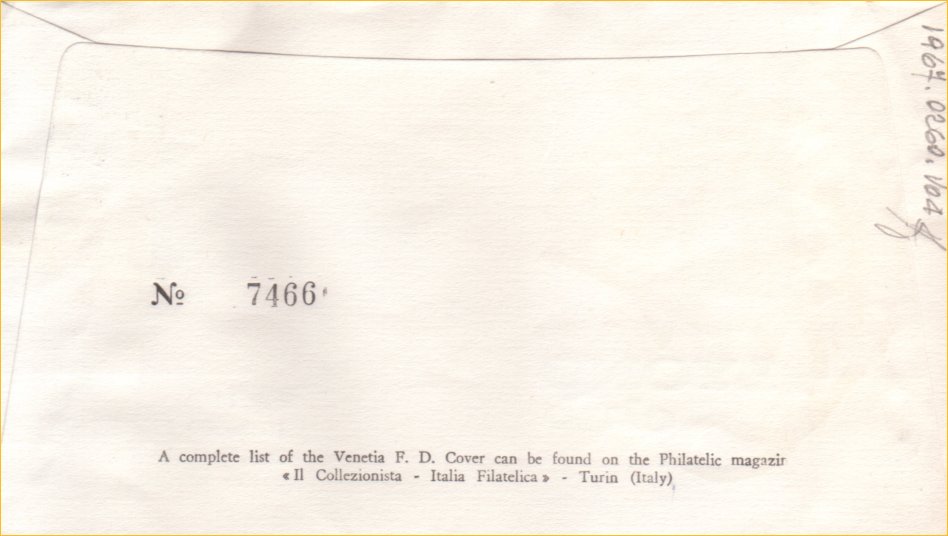 1967.0260.V04
Nº 7466
A complete list of the Venetia F. D. Cover can be found on the Philatelic magazir
« Il Collezionista - Italia Filatelica » - Turin (Italy)